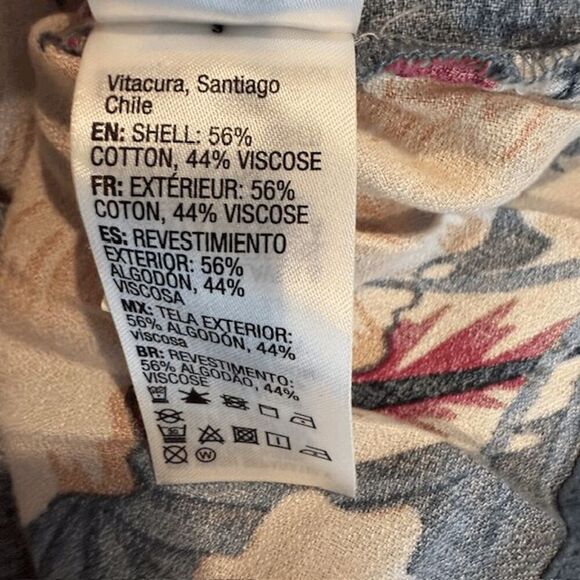 Vitacura, Santiago
Chile
EN: SHELL: 56%
COTTON, 44% VISCOSE
FR: EXTÉRIEUR: 56%
COTON, 44% VISCOSE
ES: REVESTIMIENTO
EXTERIOR: 56%
ALGODÓN, 44%
VISCOSA
MX: TELA EXTERIOR:
56% ALGODÓN, 44%
viscosa
BR: REVESTIMENTO:
56% ALGODÃO, 44%
VISCOSE
W